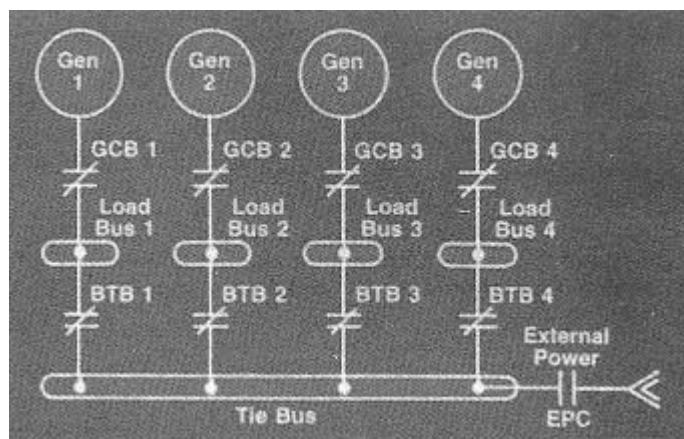 Gen 1
Gen 2
Gen 3
Gen 4
GCB 1
GCB 2
GCB 3
GCB 4
Load
Bus 1
Load
Bus 2
Load
Bus 3
Load
Bus 4
BTB 1
BTB 2
BTB 3
BTB 4
External
Power
EPC
Tie Bus